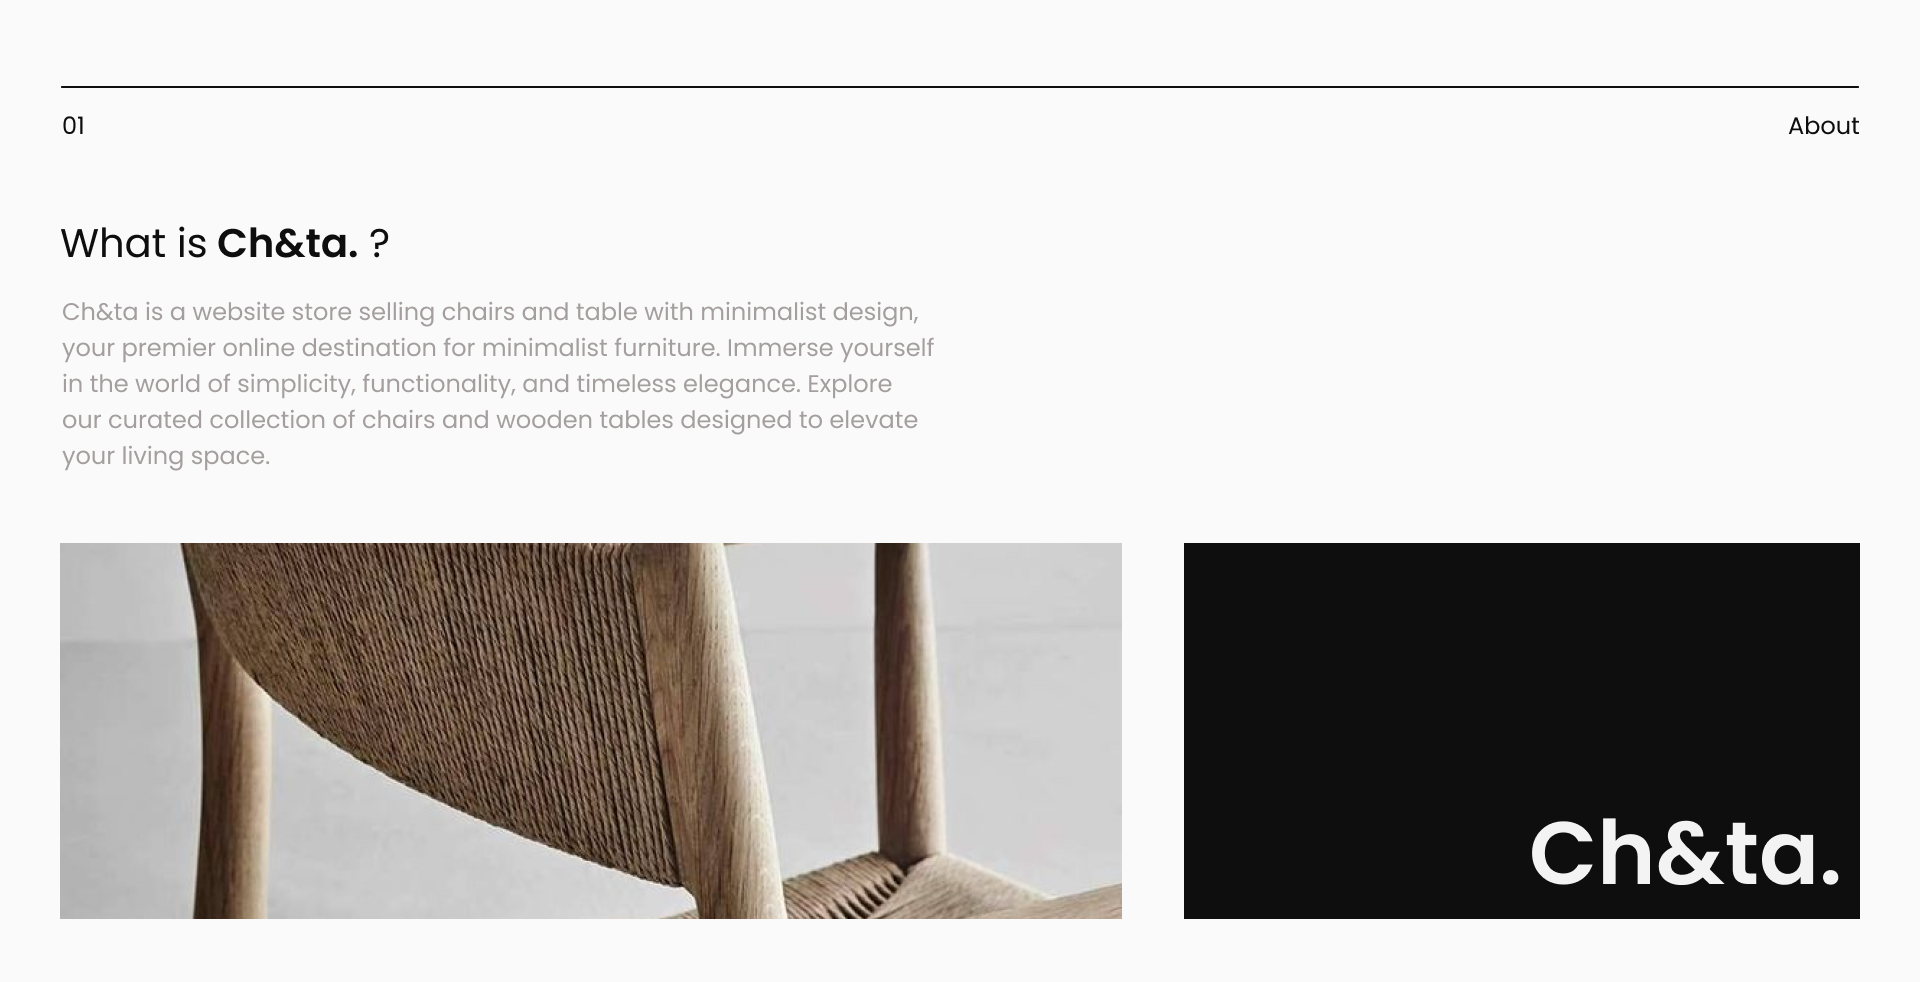 01
About
What is Ch&ta. ?
Ch&ta is a website store selling chairs and table with minimalist design,
your premier online destination for minimalist furniture. Immerse yourself
in the world of simplicity, functionality, and timeless elegance. Explore
our curated collection of chairs and wooden tables designed to elevate
your living space.
Ch&ta.